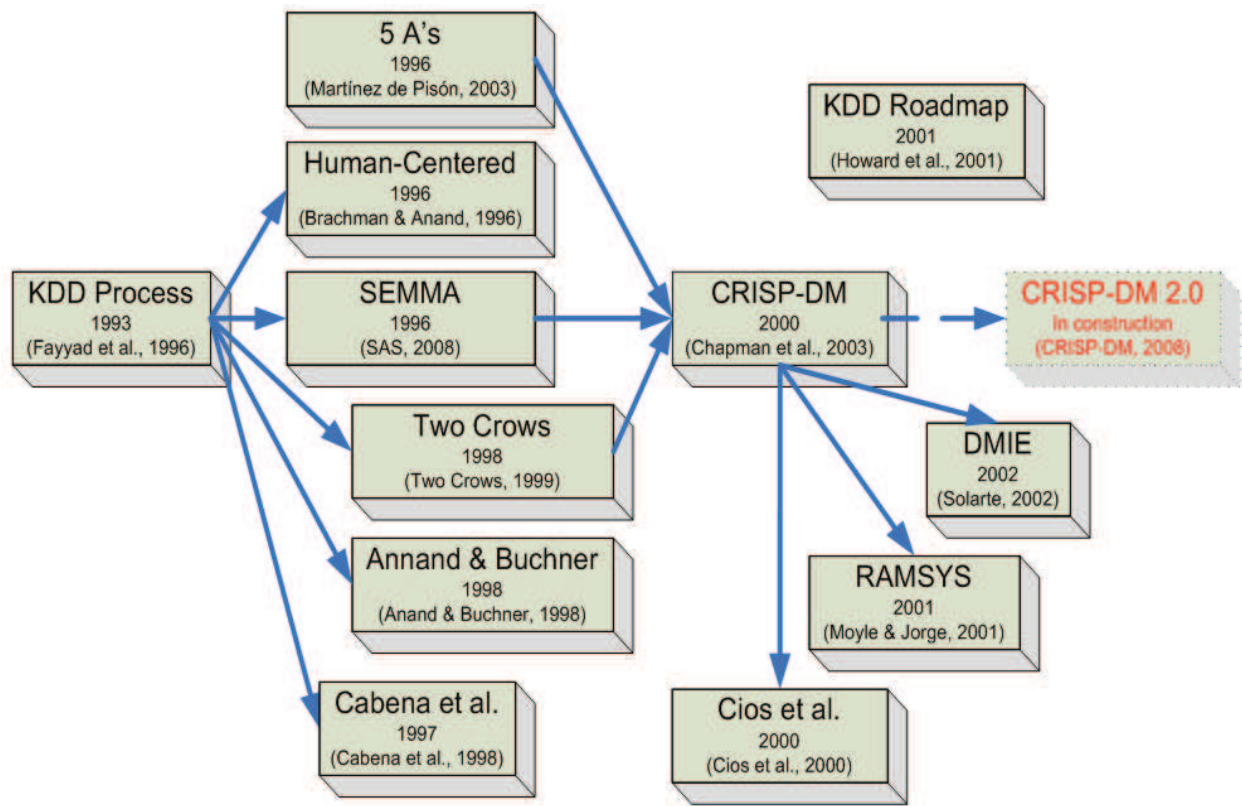 5 A's
1996
(Martínez de Pisón, 2003)
KDD Roadmap
2001
(Howard et al., 2001)
Human-Centered
1996
(Brachman & Anand, 1996)
KDD Process
1993
(Fayyad et al., 1996)
SEMMA
1996
(SAS, 2008)
CRISP-DM
2000
(Chapman et al., 2003)
CRISP-DM 2.0
In construction
(CRISP-DM, 2008)
Two Crows
1998
(Two Crows, 1999)
DMIE
2002
(Solarte, 2002)
Annand & Buchner
1998
(Anand & Buchner, 1998)
RAMSYS
2001
(Moyle & Jorge, 2001)
Cabena et al.
1997
(Cabena et al., 1998)
Cios et al.
2000
(Cios et al., 2000)